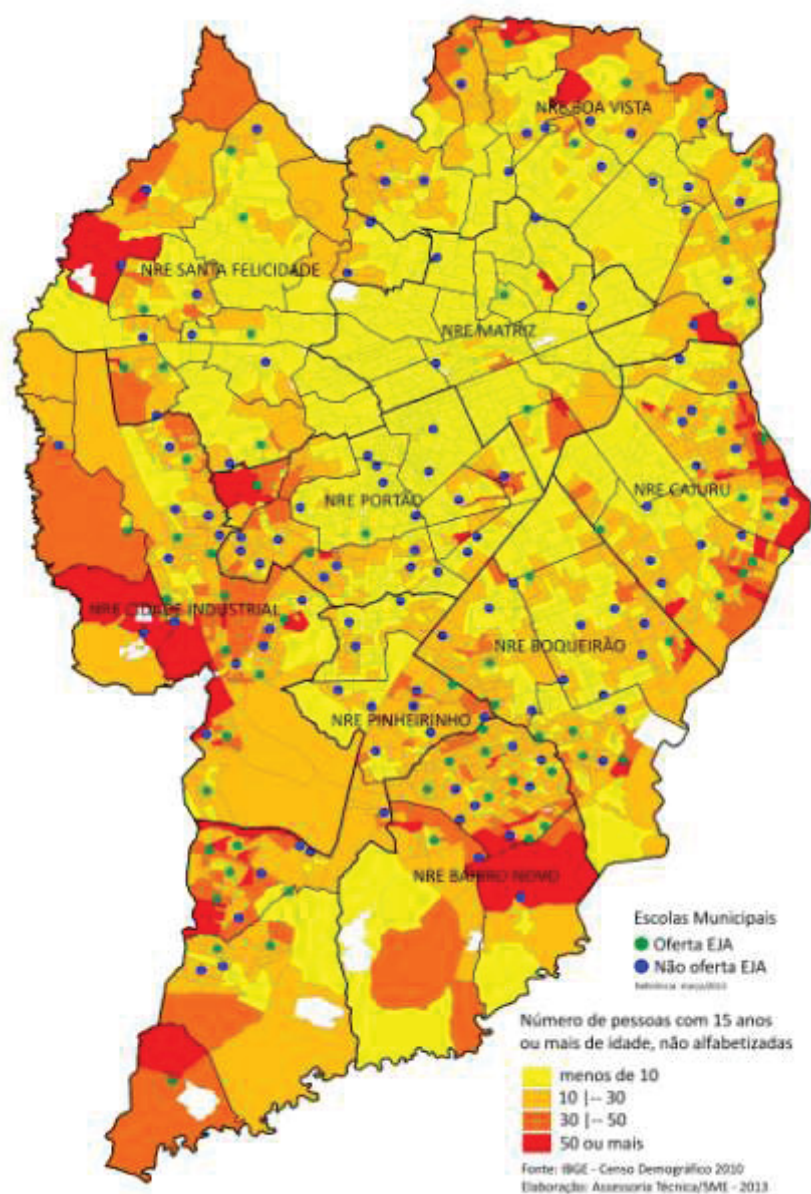 NRE BOA VISTA
NRE SANTA FELICIDADE
NRE MATRIZ
NRE PORTÃO
NRE CAJURU
NRE CIDADE INDUSTRIAL
NRE BOQUEIRÃO
NRE PINHEIRINHO
NRE BAIRRO NOVO
Escolas Municipais
Oferta EJA
Não oferta EJA
Referência: março/2013
Número de pessoas com 15 anos
ou mais de idade, não alfabetizadas
menos de 10
10 |-- 30
30 |-- 50
50 ou mais
Fonte: IBGE - Censo Demográfico 2010
Elaboração: Assessoria Técnica/SME - 2013